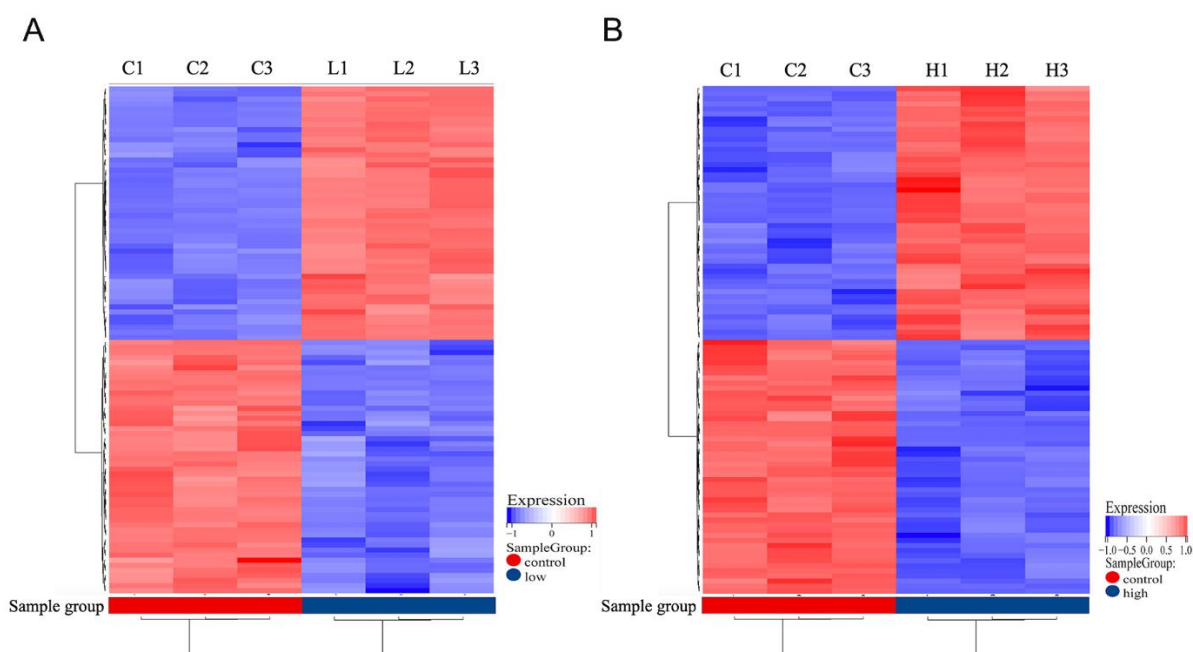 A
B
C1 C2 C3 L1 L2 L3
C1 C2 C3 H1 H2 H3
Expression
−1 0 1
SampleGroup:
control
low
Expression
−1.0 −0.5 0.0 0.5 1.0
SampleGroup:
control
high
Sample group
Sample group